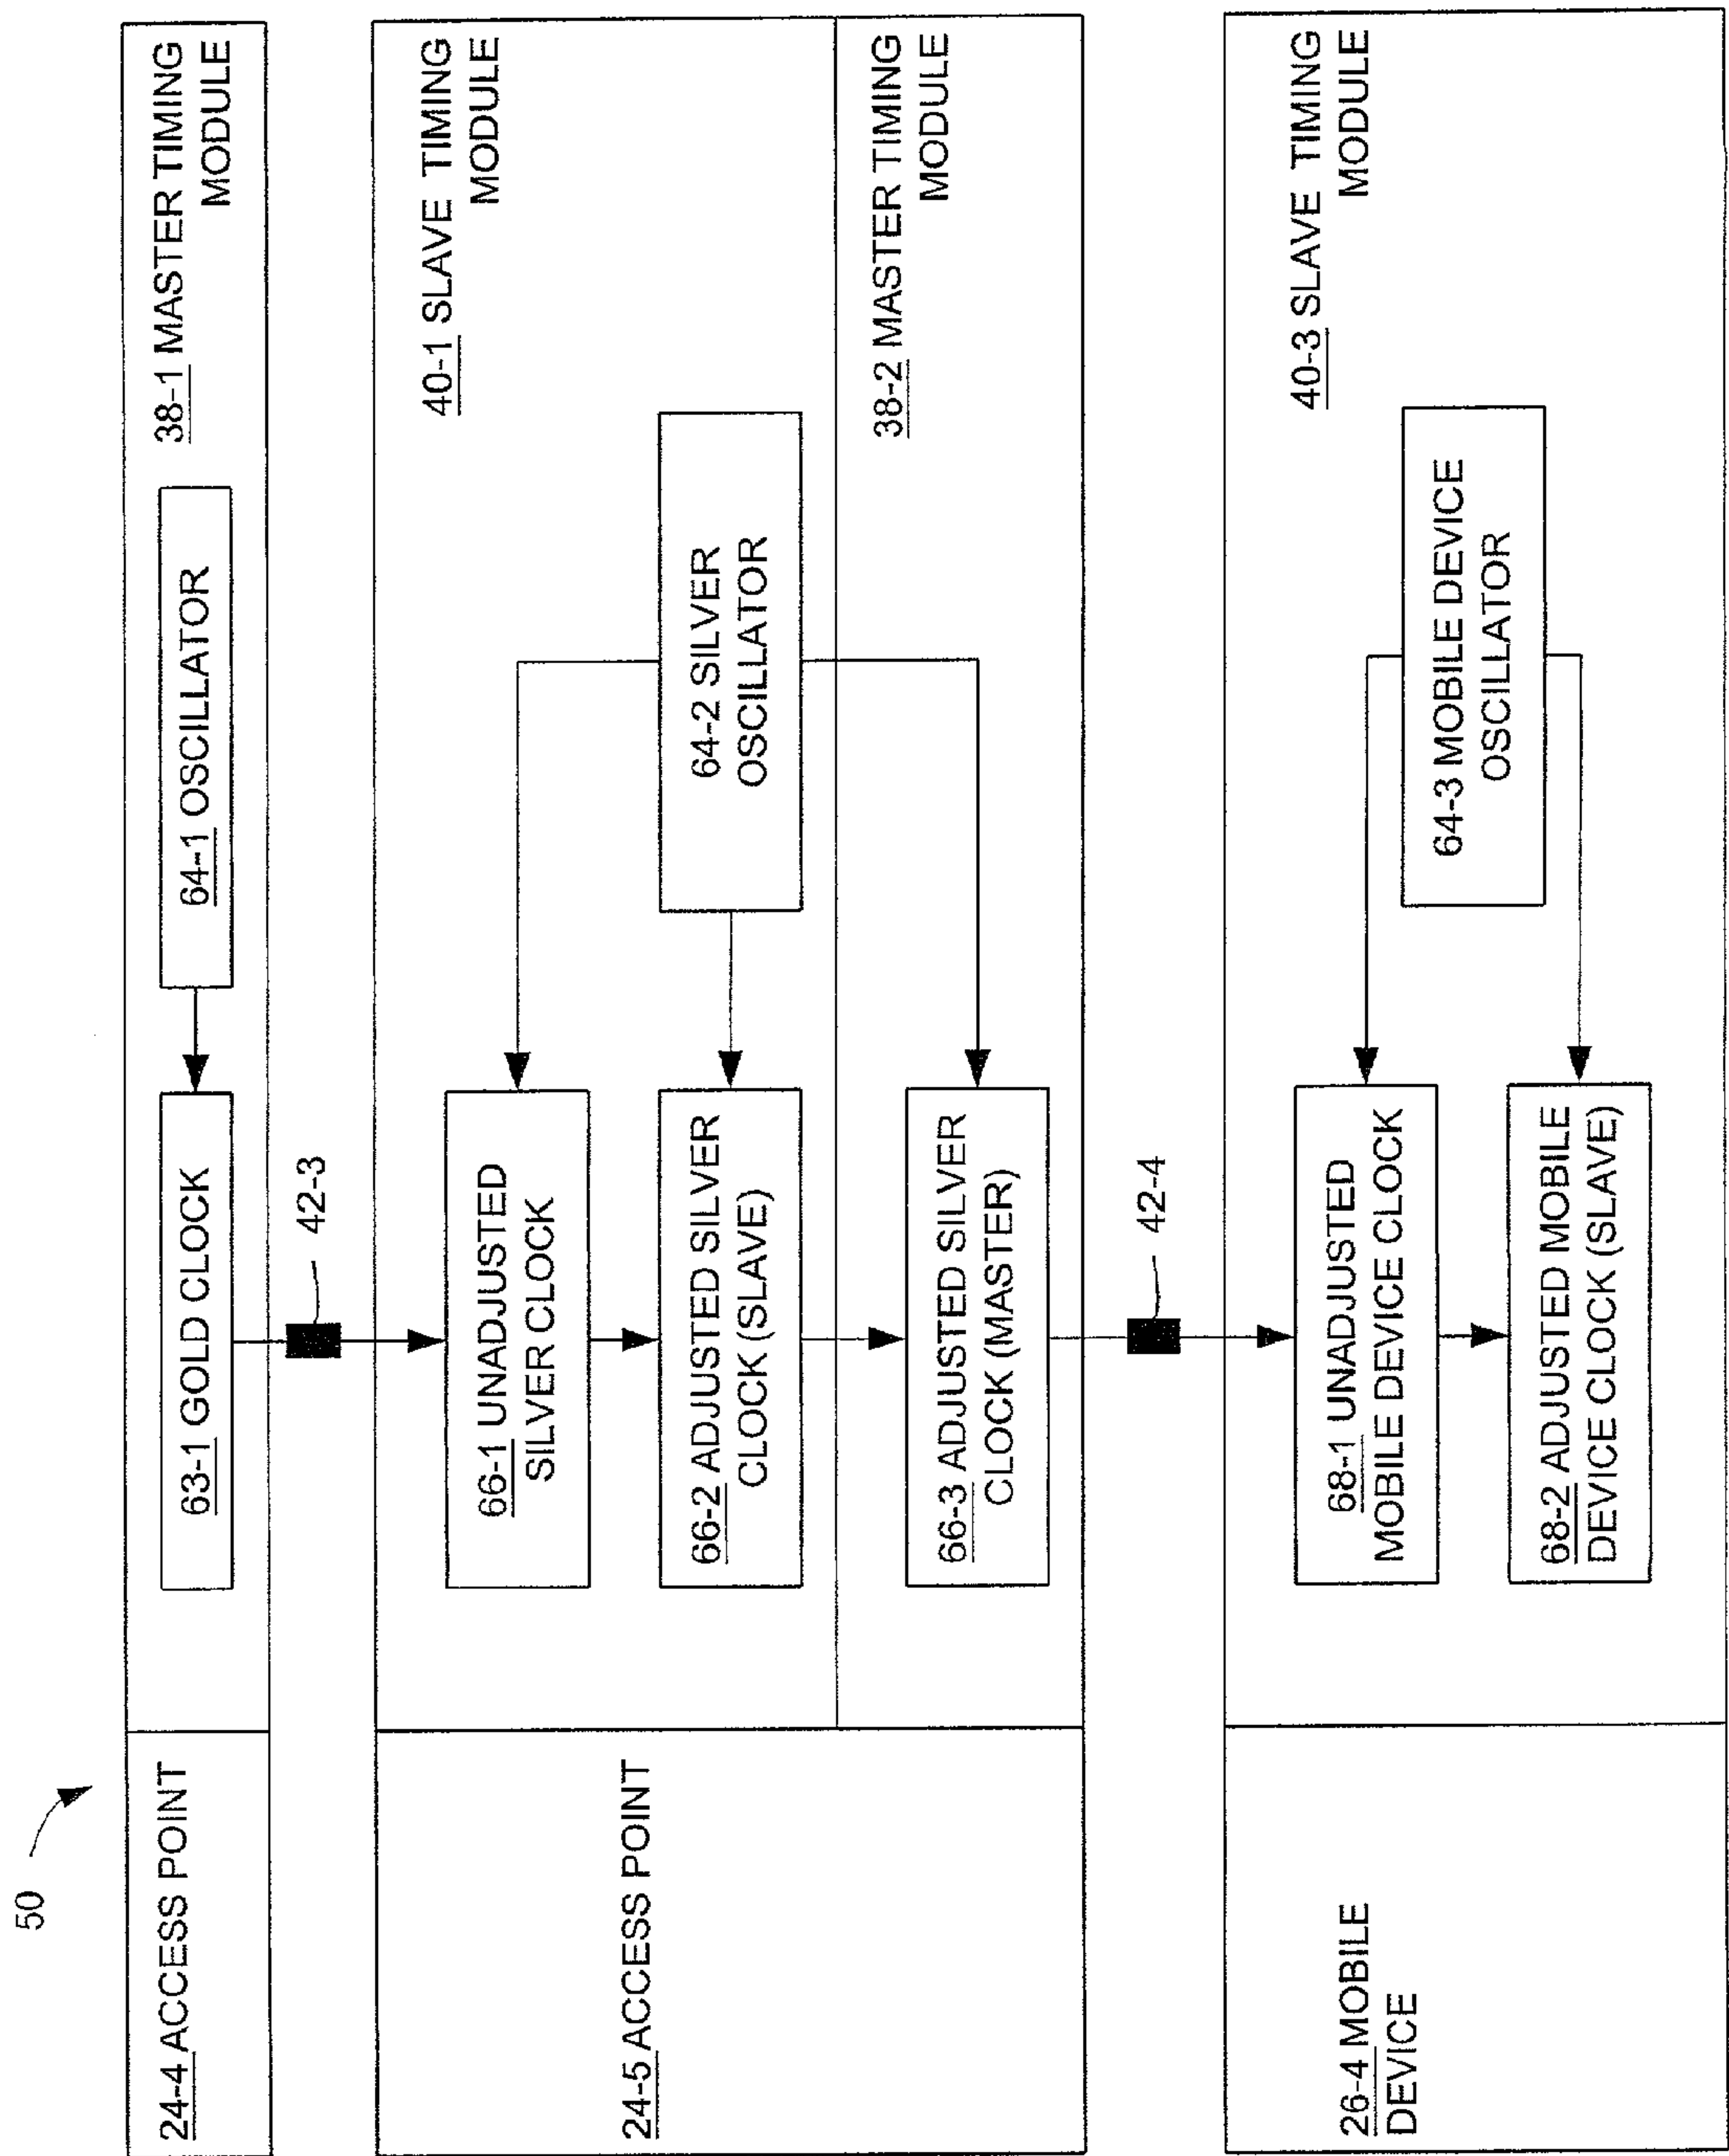 50
24-4 ACCESS POINT
63-1 GOLD CLOCK
64-1 OSCILLATOR
38-1 MASTER TIMING
MODULE
42-3
24-5 ACCESS POINT
66-1 UNADJUSTED
SILVER CLOCK
66-2 ADJUSTED SILVER
CLOCK (SLAVE)
64-2 SILVER
OSCILLATOR
40-1 SLAVE TIMING
MODULE
66-3 ADJUSTED SILVER
CLOCK (MASTER)
38-2 MASTER TIMING
MODULE
42-4
26-4 MOBILE
DEVICE
68-1 UNADJUSTED
MOBILE DEVICE CLOCK
68-2 ADJUSTED MOBILE
DEVICE CLOCK (SLAVE)
64-3 MOBILE DEVICE
OSCILLATOR
40-3 SLAVE TIMING
MODULE